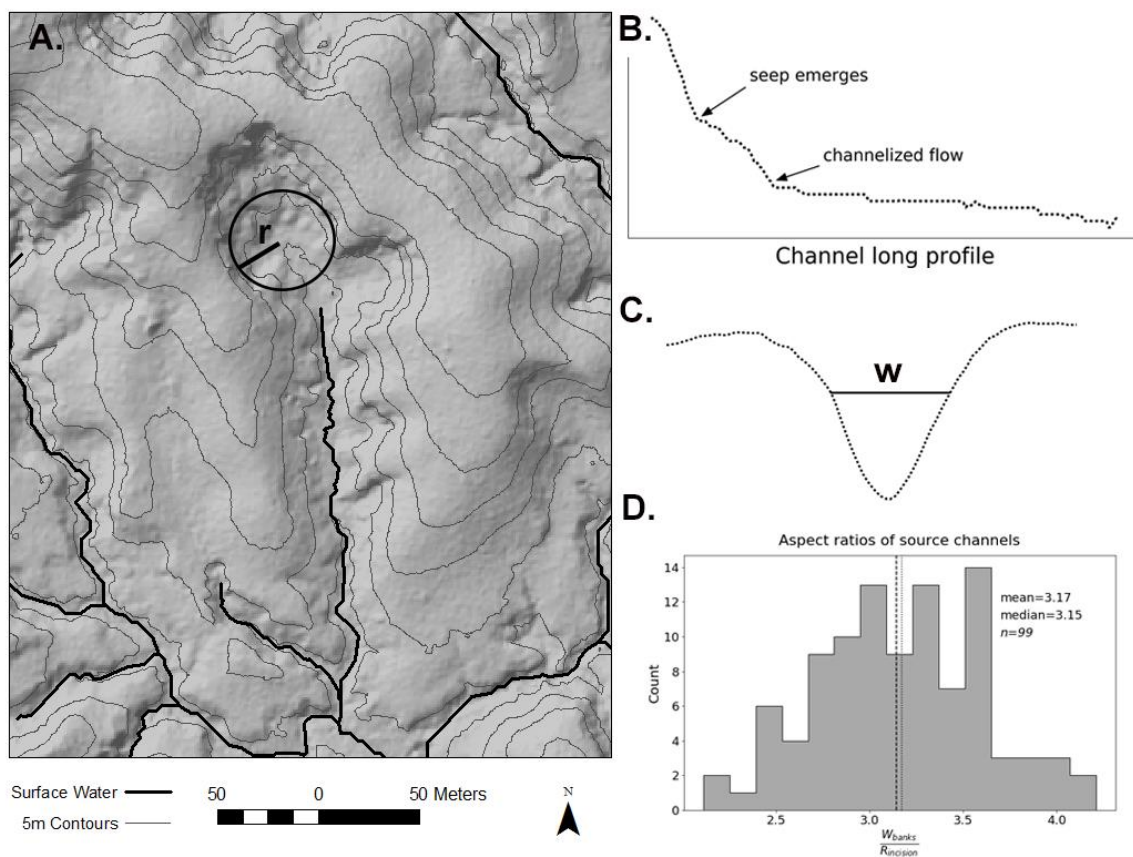 A.
r
Surface Water
5m Contours
50 0 50 Meters
N
B.
seep emerges
channelized flow
Channel long profile
C.
W
D.
Aspect ratios of source channels
mean=3.17
median=3.15
n=99
Count
14
12
10
8
6
4
2
0
2.5 3.0 3.5 4.0
W_banks
R_incision